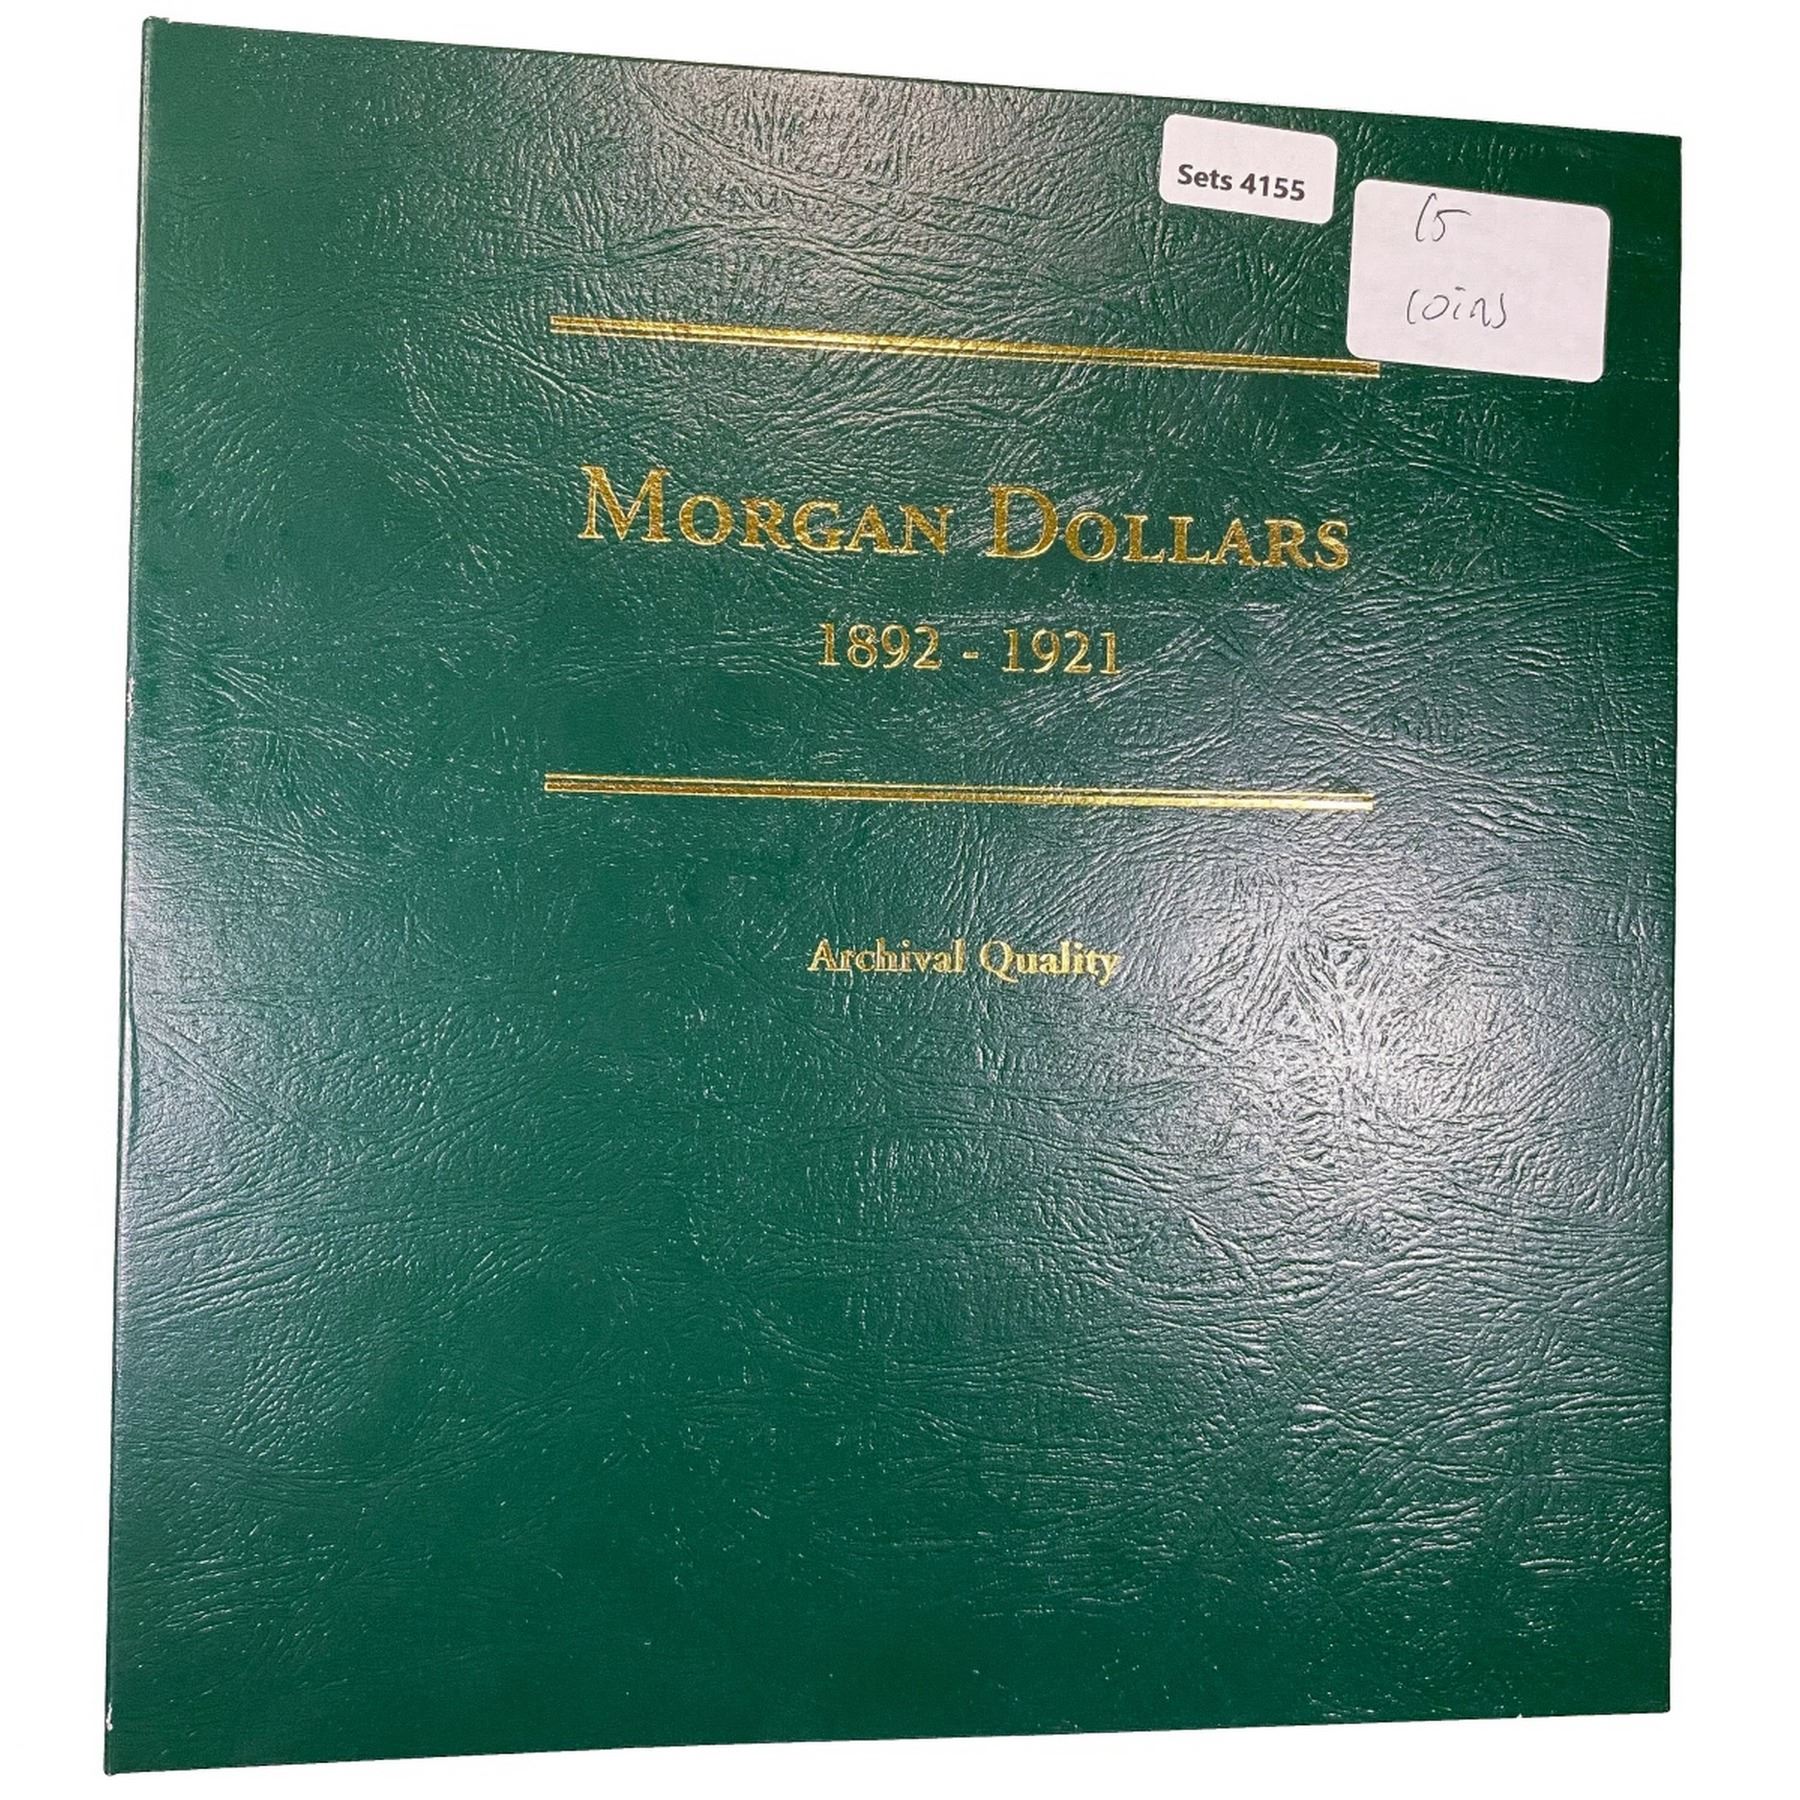 Sets 4155
15
coins
MORGAN DOLLARS
1892 - 1921
Archival Quality